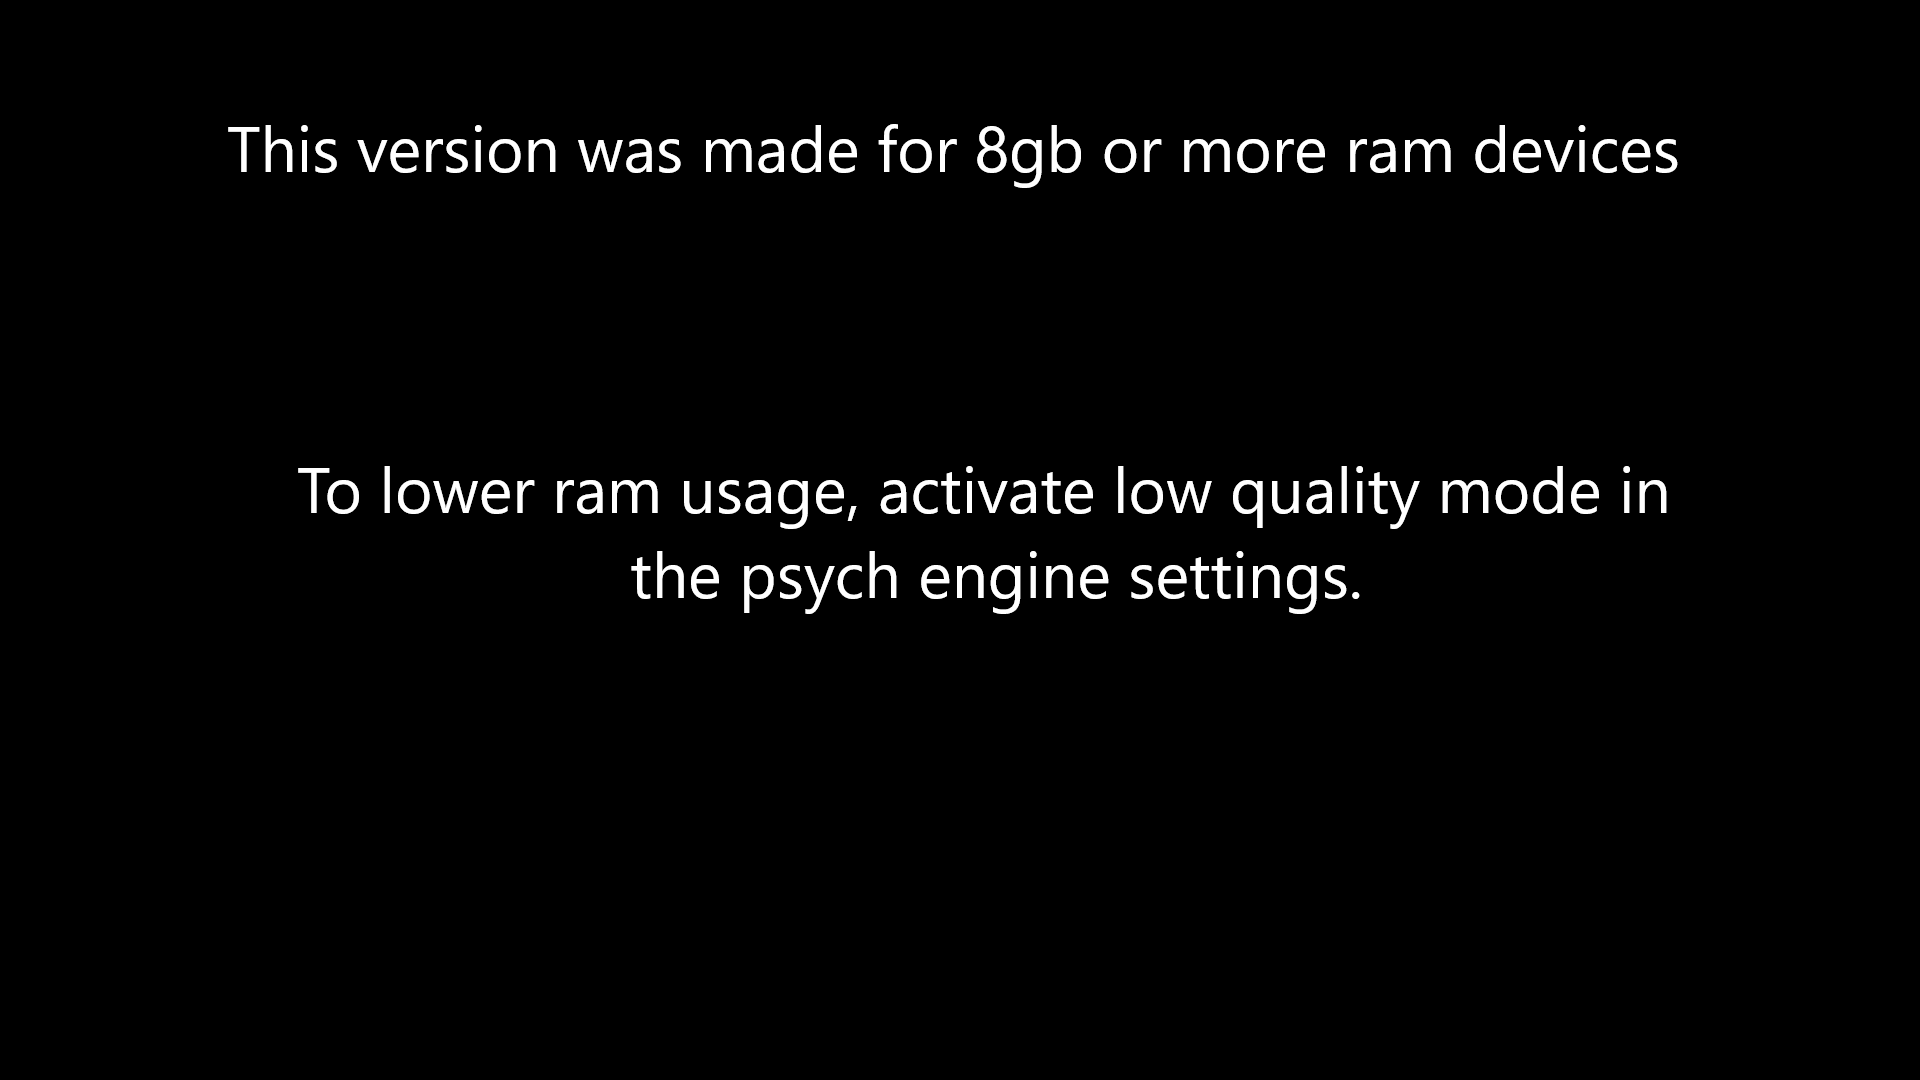 This version was made for 8gb or more ram devices
To lower ram usage, activate low quality mode in
the psych engine settings.